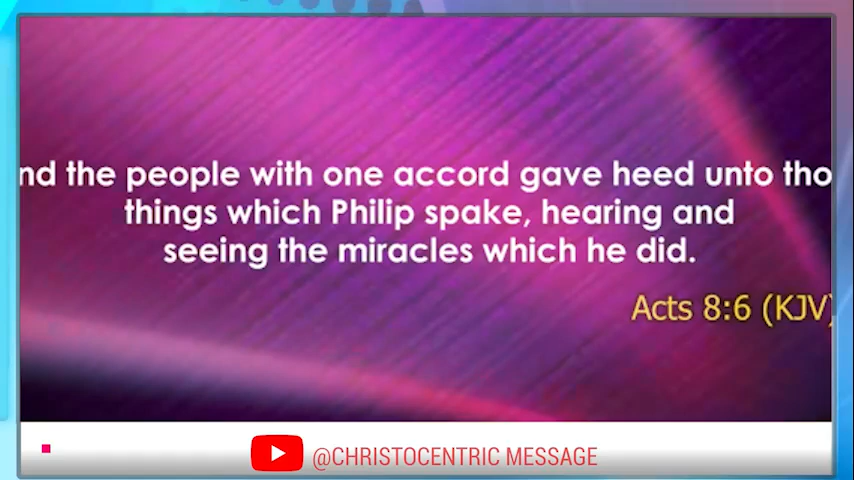 nd the people with one accord gave heed unto tho
things which Philip spake, hearing and
seeing the miracles which he did.
Acts 8:6 (KJV)
@CHRISTOCENTRIC MESSAGE